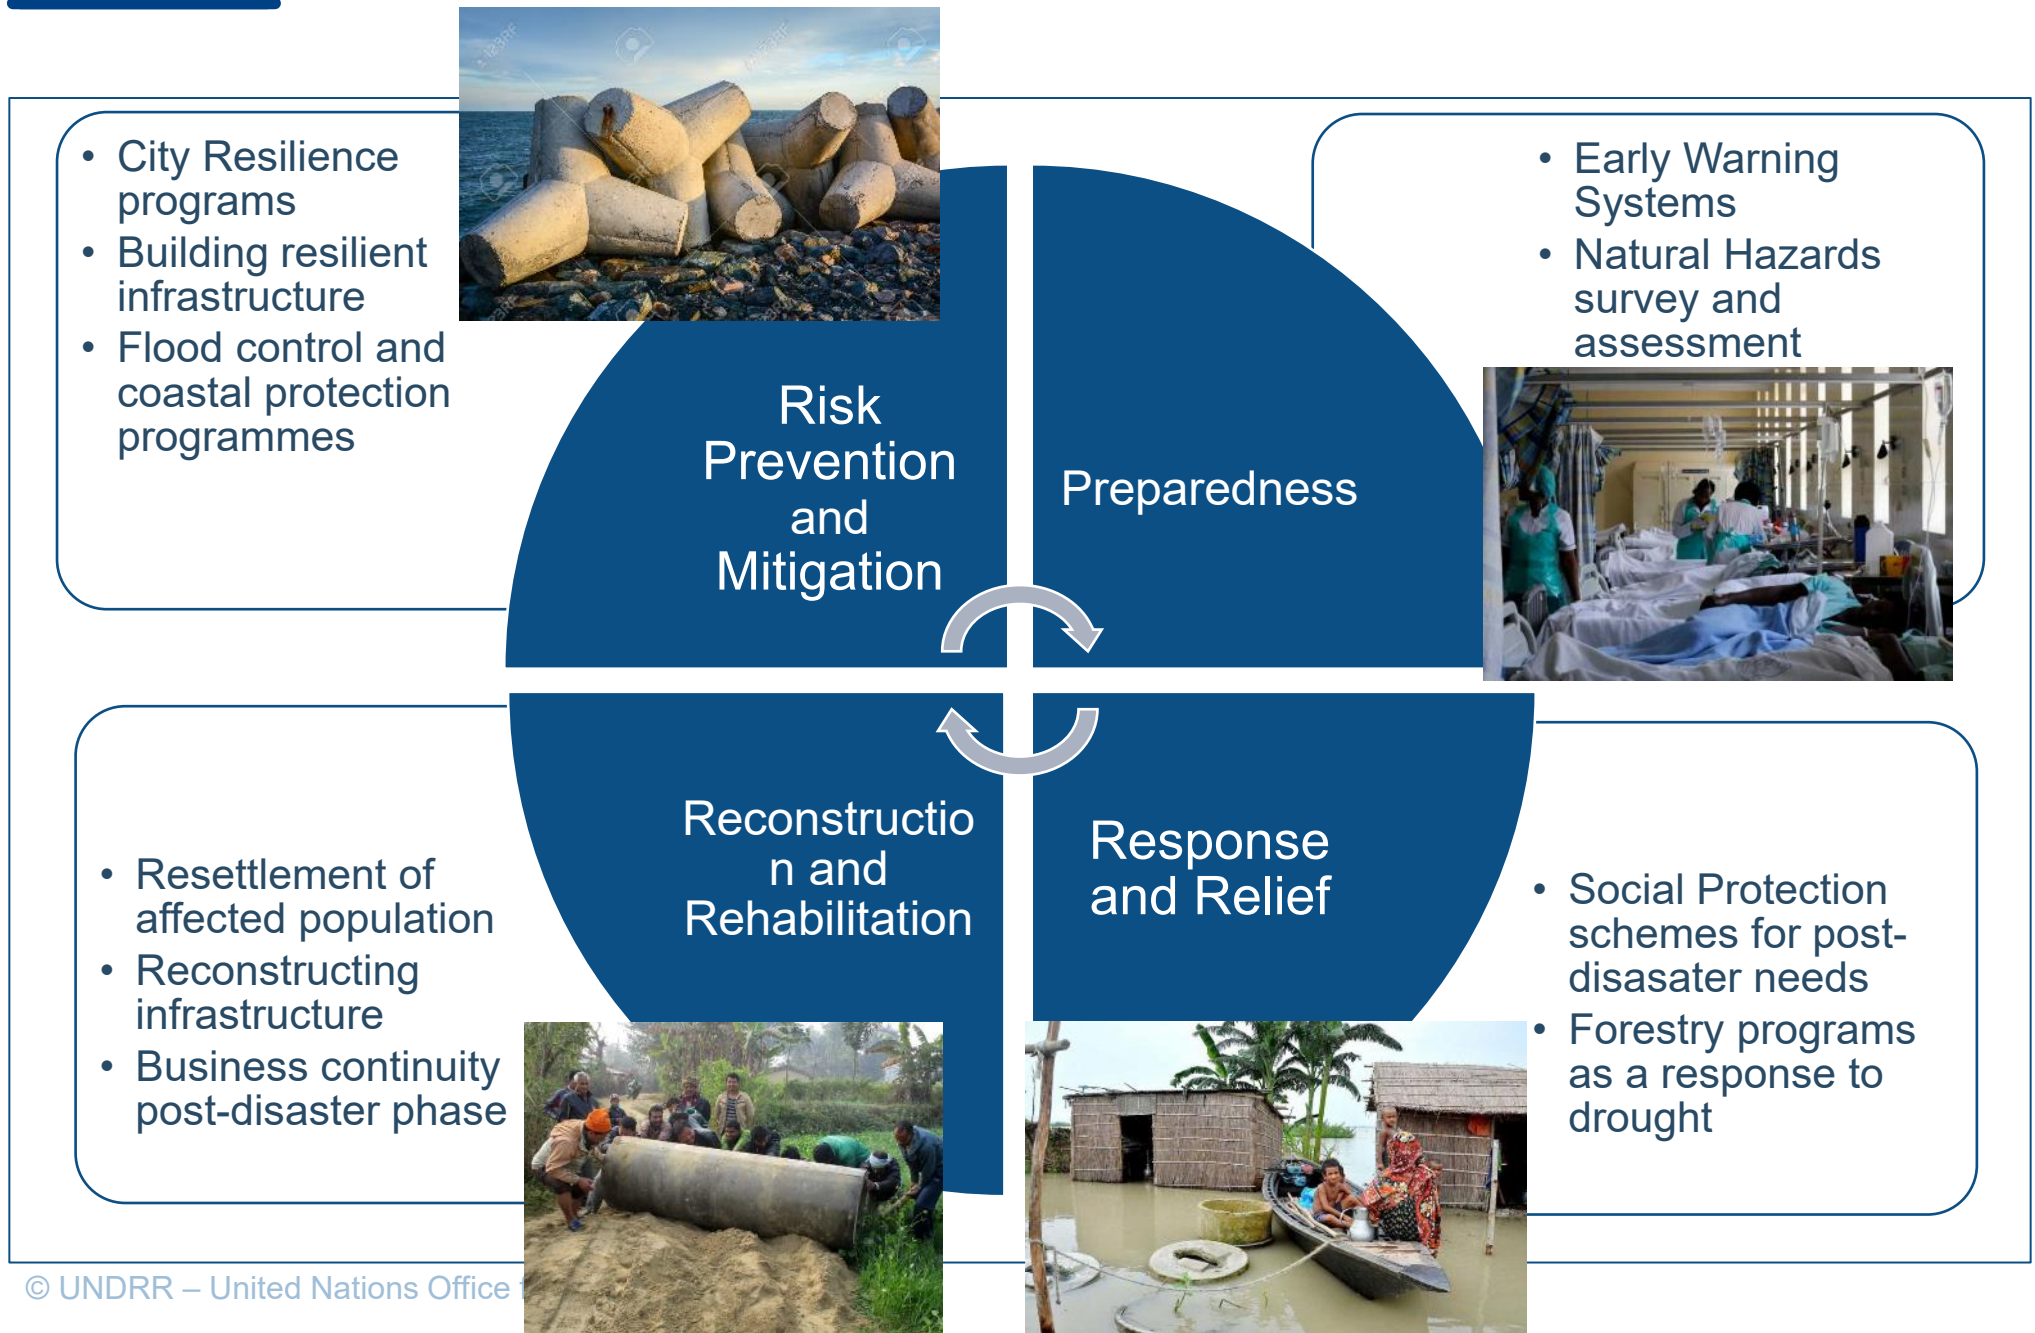 • City Resilience
programs
• Building resilient
infrastructure
• Flood control and
coastal protection
programmes
Risk
Prevention
and
Mitigation
Preparedness
• Early Warning
Systems
• Natural Hazards
survey and
assessment
• Resettlement of
affected population
• Reconstructing
infrastructure
• Business continuity
post-disaster phase
Reconstructio
n and
Rehabilitation
Response
and Relief
• Social Protection
schemes for post-
disasater needs
• Forestry programs
as a response to
drought
© UNDRR – United Nations Office
123RF
123RF